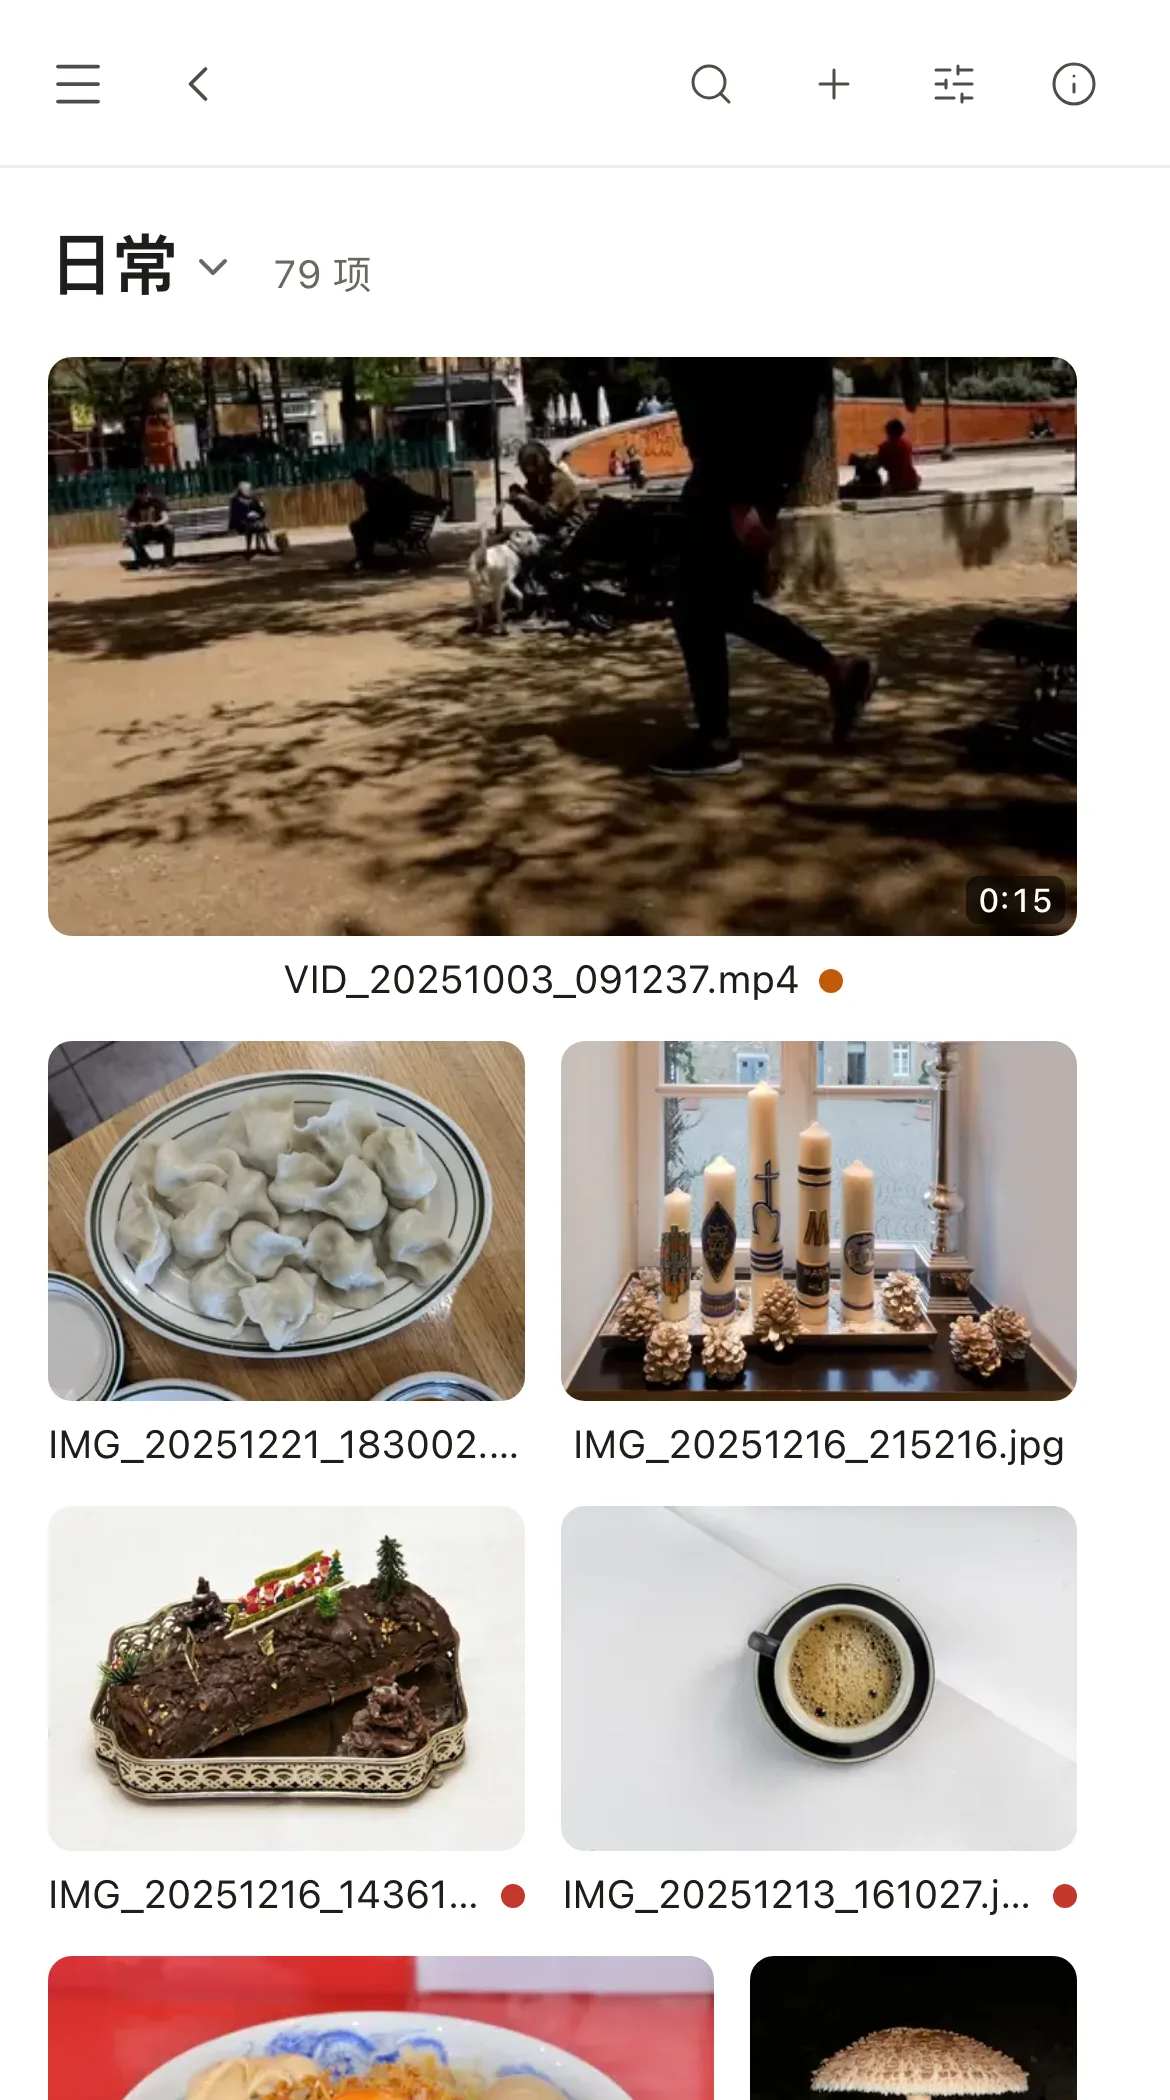 日常 79 项
0:15
VID_20251003_091237.mp4
IMG_20251221_183002.... IMG_20251216_215216.jpg
IMG_20251216_14361... IMG_20251213_161027.j...